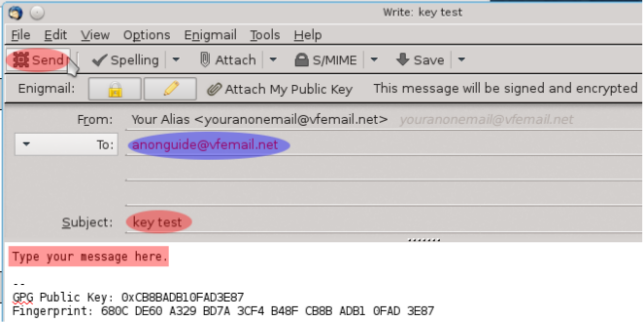 Write: key test
File Edit View Options Enigmail Tools Help
Send Spelling Attach S/MIME Save
Enigmail: Attach My Public Key This message will be signed and encrypted
From: Your Alias <youranonemail@vfemail.net> youranonemail@vfemail.net
To: anonguide@vfemail.net
Subject: key test
Type your message here.
--
GPG Public Key: 0xCB8BADB10FAD3E87
Fingerprint: 680C DE60 A329 BD7A 3CF4 B48F CB8B ADB1 0FAD 3E87